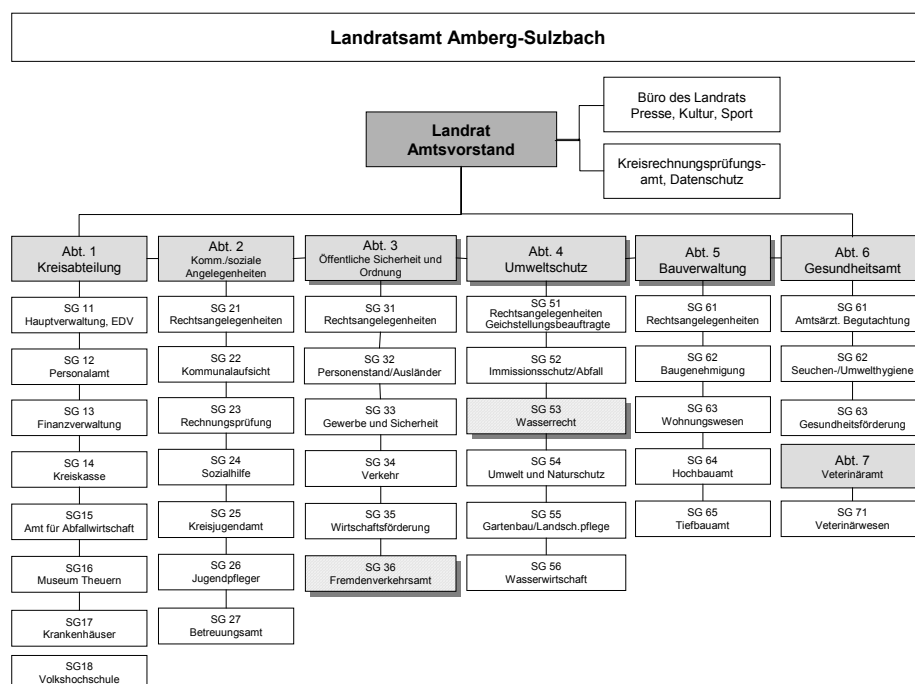 Landratsamt Amberg-Sulzbach
Landrat
Amtsvorstand
Büro des Landrats
Presse, Kultur, Sport
Kreisrechnungsprüfungs-
amt, Datenschutz
Abt. 1
Kreisabteilung
SG 11
Hauptverwaltung, EDV
SG 12
Personalamt
SG 13
Finanzverwaltung
SG 14
Kreiskasse
SG15
Amt für Abfallwirtschaft
SG16
Museum Theuern
SG17
Krankenhäuser
SG18
Volkshochschule
Abt. 2
Komm./soziale
Angelegenheiten
SG 21
Rechtsangelegenheiten
SG 22
Kommunalaufsicht
SG 23
Rechnungsprüfung
SG 24
Sozialhilfe
SG 25
Kreisjugendamt
SG 26
Jugendpfleger
SG 27
Betreuungsamt
Abt. 3
Öffentliche Sicherheit und
Ordnung
SG 31
Rechtsangelegenheiten
SG 32
Personenstand/Ausländer
SG 33
Gewerbe und Sicherheit
SG 34
Verkehr
SG 35
Wirtschaftsförderung
SG 36
Fremdenverkehrsamt
Abt. 4
Umweltschutz
SG 51
Rechtsangelegenheiten
Geichstellungsbeauftragte
SG 52
Immissionsschutz/Abfall
SG 53
Wasserrecht
SG 54
Umwelt und Naturschutz
SG 55
Gartenbau/Landsch.pflege
SG 56
Wasserwirtschaft
Abt. 5
Bauverwaltung
SG 61
Rechtsangelegenheiten
SG 62
Baugenehmigung
SG 63
Wohnungswesen
SG 64
Hochbauamt
SG 65
Tiefbauamt
Abt. 6
Gesundheitsamt
SG 61
Amtsärzt. Begutachtung
SG 62
Seuchen-/Umwelthygiene
SG 63
Gesundheitsförderung
Abt. 7
Veterinäramt
SG 71
Veterinärwesen